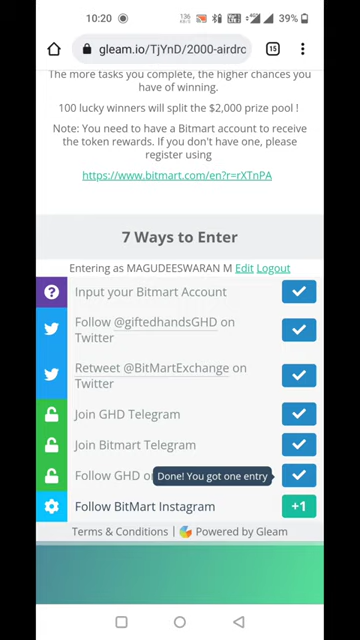 10:20
136
39%
gleam.io/TjYnD/2000-airdro
15
The more tasks you complete, the higher chances you
have of winning.
100 lucky winners will split the $2,000 prize pool !
Note: You need to have a Bitmart account to receive
the token rewards. If you don't have one, please
register using
https://www.bitmart.com/en?r=rXTnPA
7 Ways to Enter
Entering as MAGUDEESWARAN M Edit Logout
Input your Bitmart Account
Follow @giftedhandsGHD on
Twitter
Retweet @BitMartExchange on
Twitter
Join GHD Telegram
Join Bitmart Telegram
Follow GHD o
Done! You got one entry
Follow BitMart Instagram
+1
Terms & Conditions | Powered by Gleam